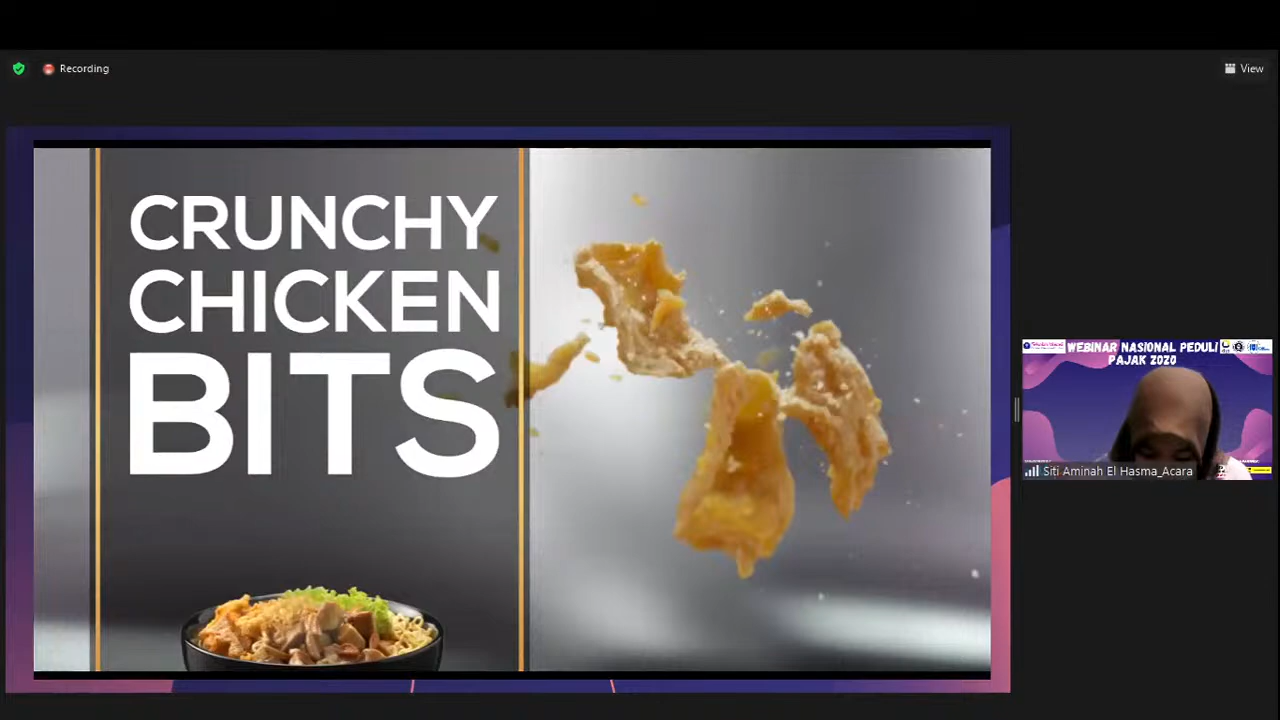 Recording
View
CRUNCHY
CHICKEN
BITS
WEBINAR NASIONAL PEDULI
PAJAK 2020
Siti Aminah El Hasma_Acara